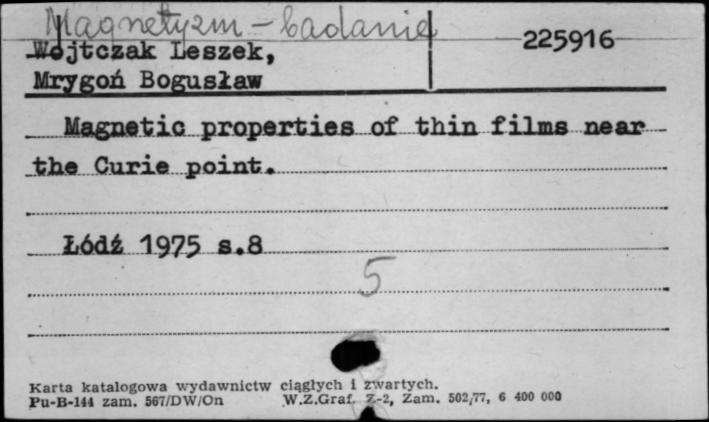 Magnetyzm - badania
Wojtczak Leszek, 225916
Mrygoń Bogusław
Magnetic properties of thin films near
the Curie point.
Łódź 1975 s.8
5
Karta katalogowa wydawnictw ciągłych i zwartych.
Pu-B-144 zam. 567/DW/On W.Z.Graf. Z-2, Zam. 502/77, 6 400 000